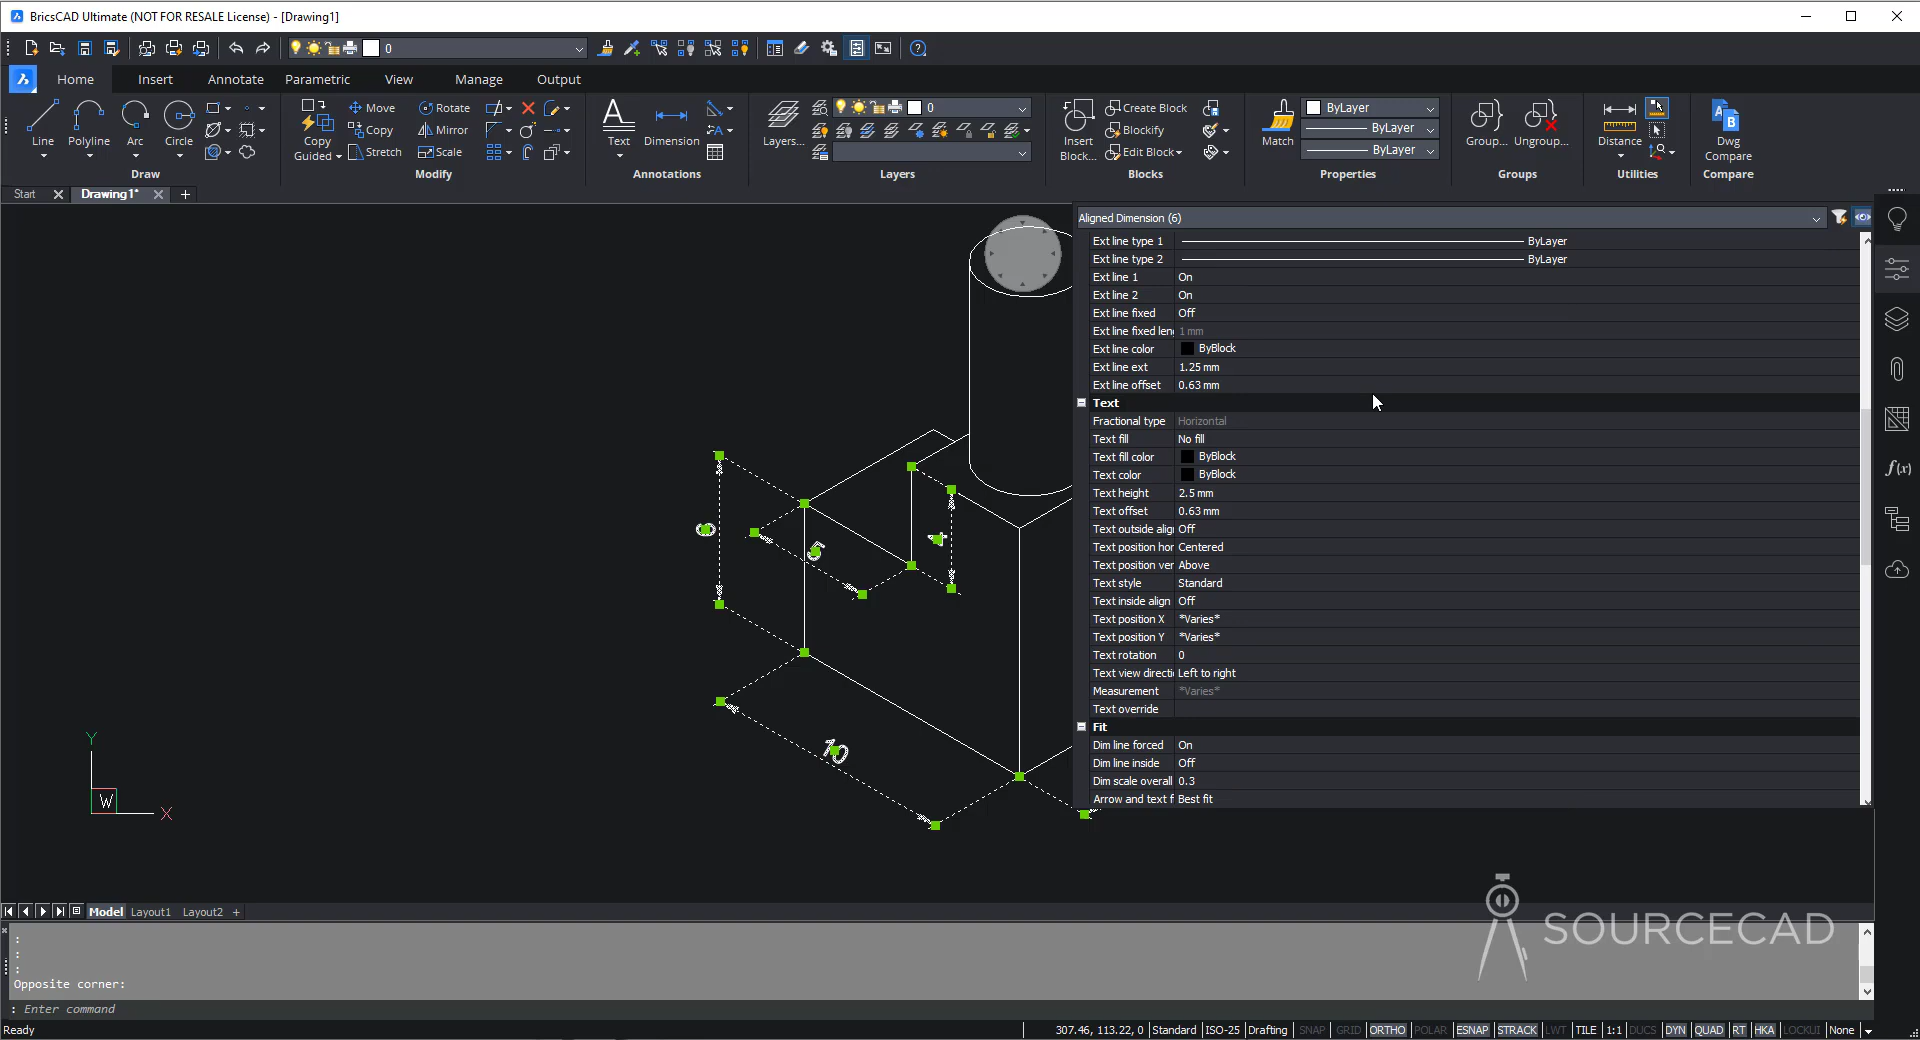 BricsCAD Ultimate (NOT FOR RESALE License) - [Drawing1]
0
Home Insert Annotate Parametric View Manage Output
Line Polyline Arc Circle
Draw
Copy Guided
Move Rotate
Copy Mirror
Stretch Scale
Modify
Text Dimension
Annotations
Layers...
0
Layers
Insert Block...
Create Block
Blockify
Edit Block
Blocks
Match
ByLayer
ByLayer
ByLayer
Properties
Group... Ungroup...
Groups
Distance
Utilities
Dwg Compare
Compare
Start Drawing1*
Aligned Dimension (6)
Ext line type 1 ByLayer
Ext line type 2 ByLayer
Ext line 1 On
Ext line 2 On
Ext line fixed Off
Ext line fixed len 1 mm
Ext line color ByBlock
Ext line ext 1.25 mm
Ext line offset 0.63 mm
Text
Fractional type Horizontal
Text fill No fill
Text fill color ByBlock
Text color ByBlock
Text height 2.5 mm
Text offset 0.63 mm
Text outside alig Off
Text position hor Centered
Text position ver Above
Text style Standard
Text inside align Off
Text position X *Varies*
Text position Y *Varies*
Text rotation 0
Text view directi Left to right
Measurement *Varies*
Text override
Fit
Dim line forced On
Dim line inside Off
Dim scale overall 0.3
Arrow and text f Best fit
f(x)
5
4
10
Y
W
X
Model Layout1 Layout2 +
:
:
:
Opposite corner:
: Enter command
SOURCECAD
Ready
307.46, 113.22, 0 Standard ISO-25 Drafting SNAP GRID ORTHO POLAR ESNAP STRACK LWT TILE 1:1 DUCS DYN QUAD RT HKA LOCKUI None